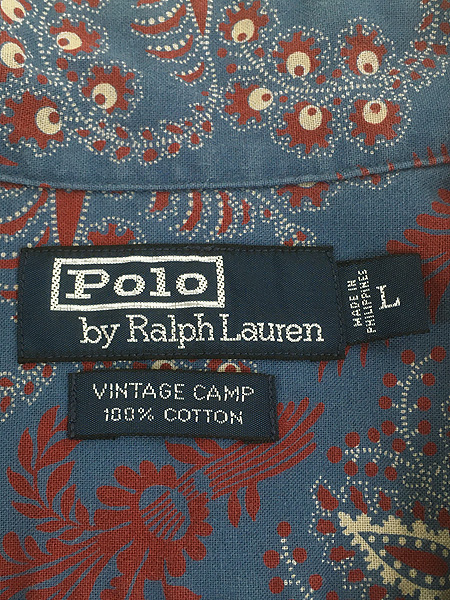 Polo
by Ralph Lauren
MADE IN
PHILIPPINES
L
VINTAGE CAMP
100% COTTON